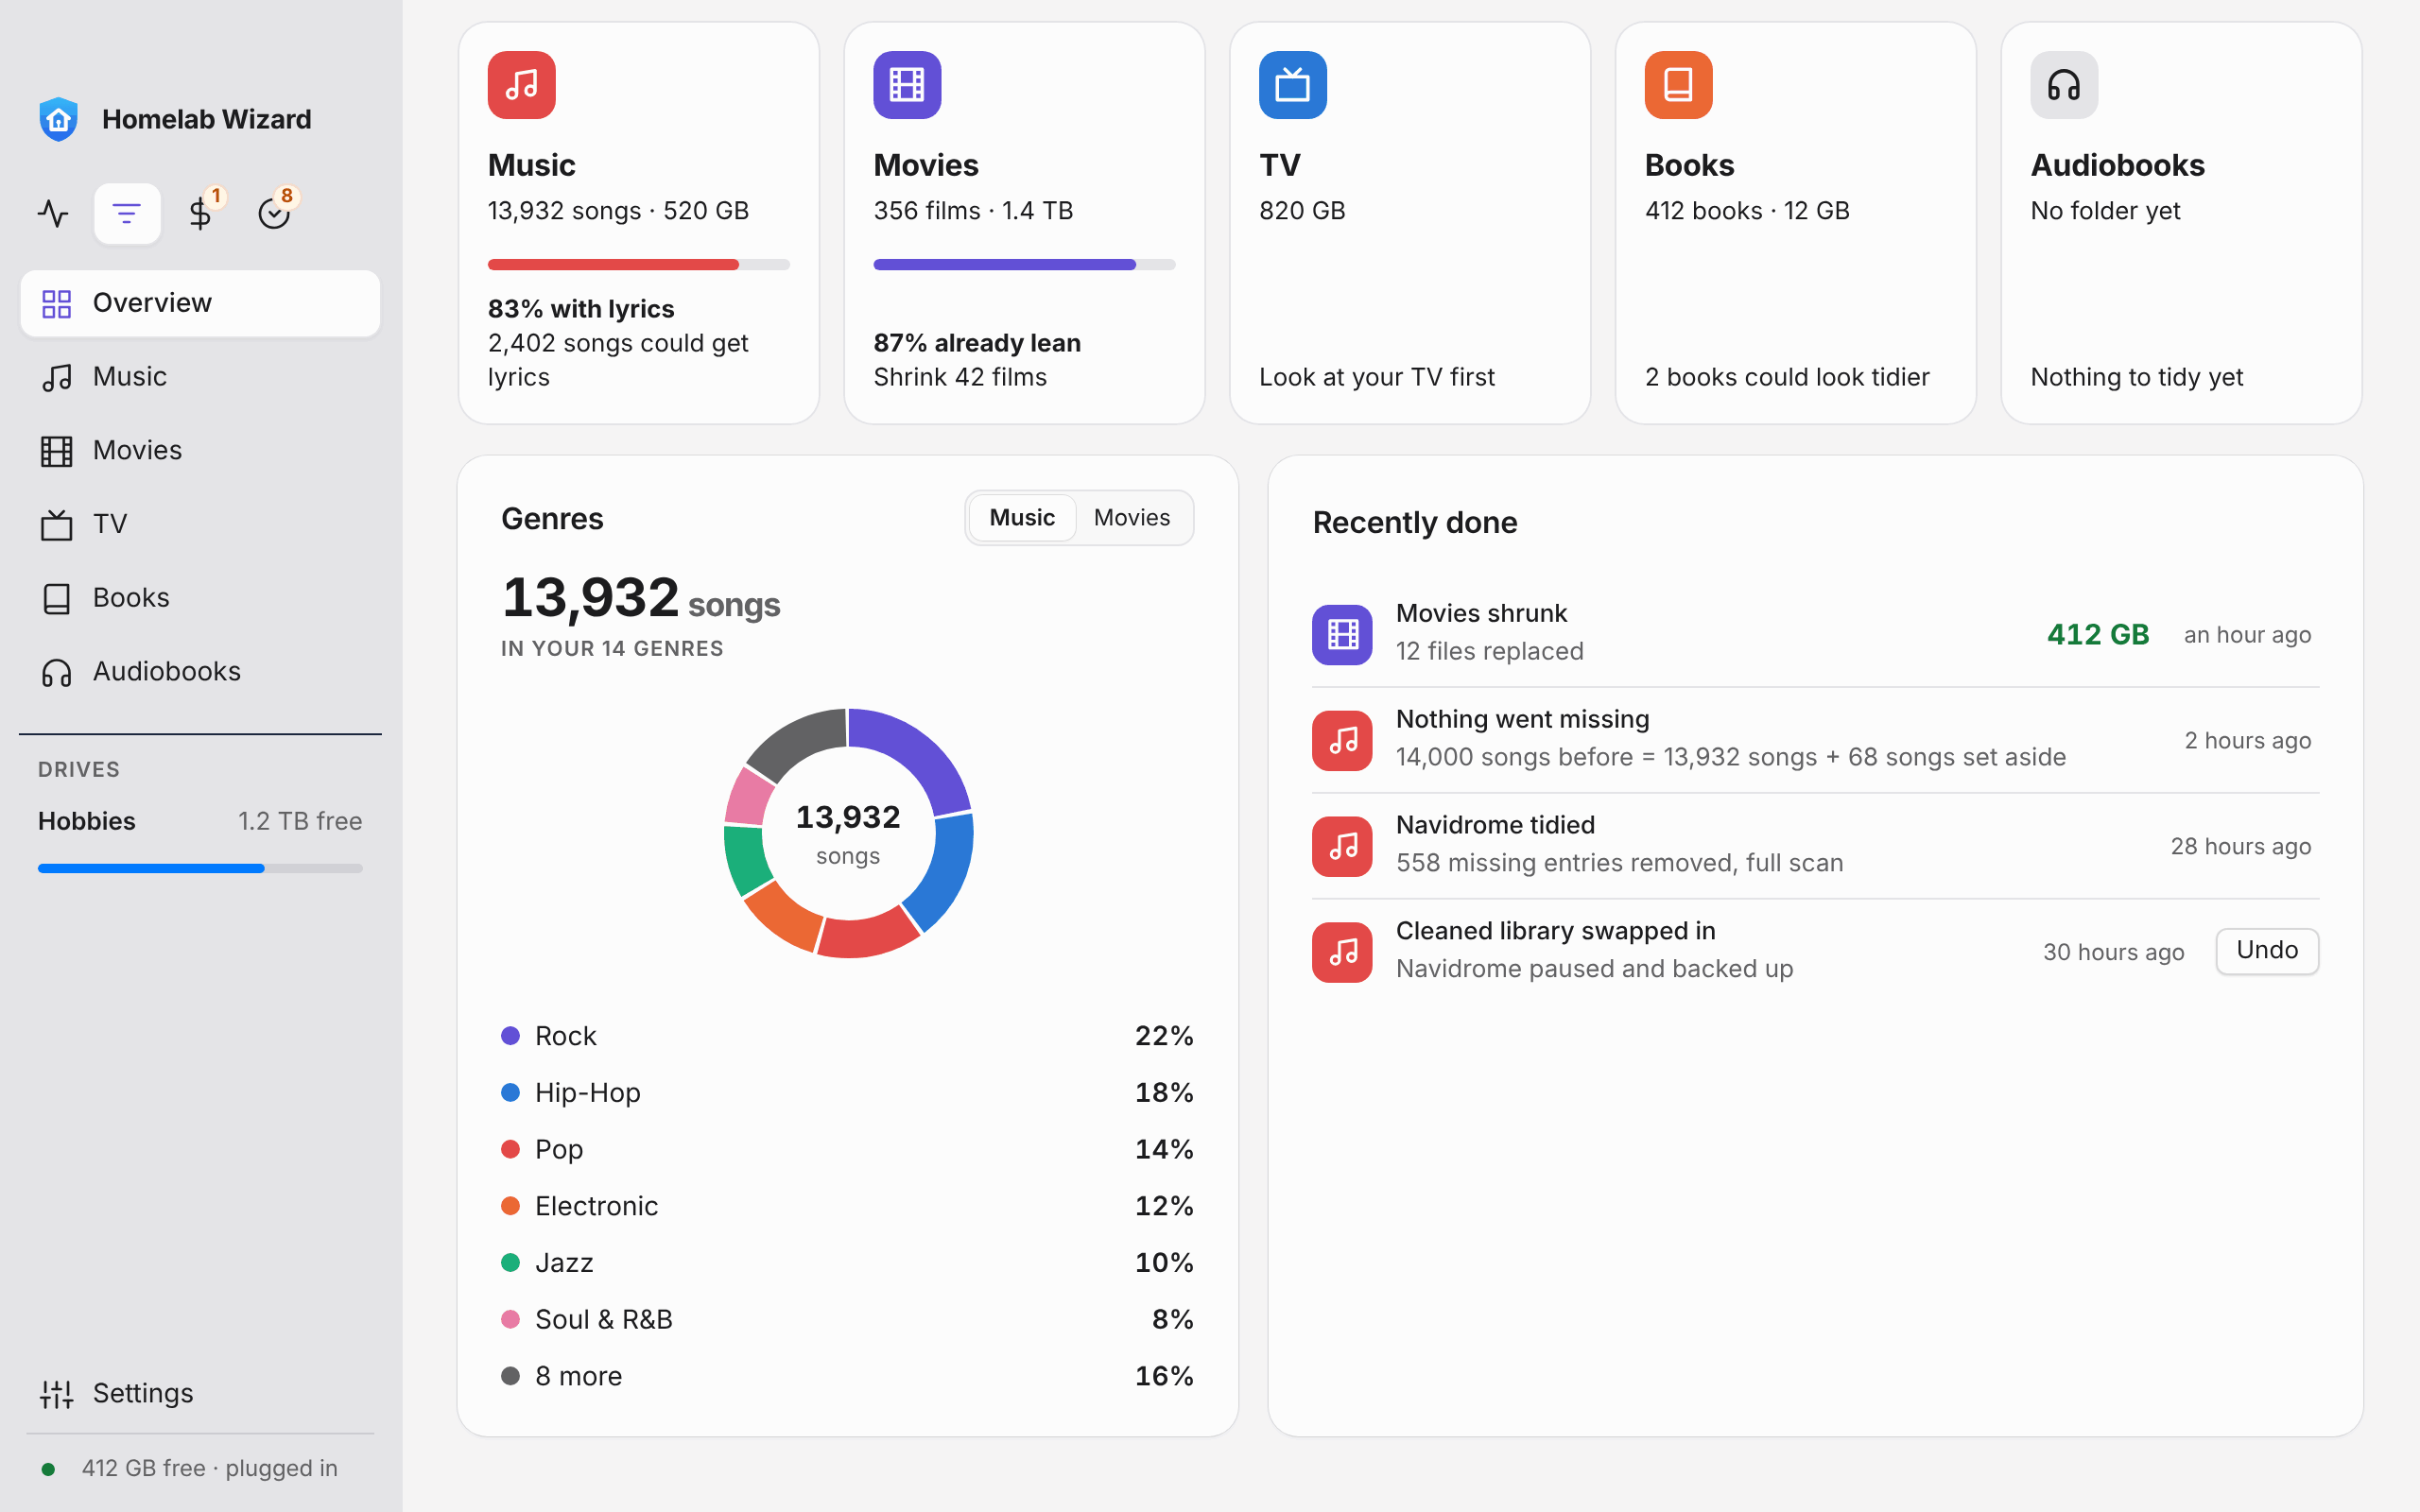 Homelab Wizard
1
8
Overview
Music
Movies
TV
Books
Audiobooks
DRIVES
Hobbies
1.2 TB free
Settings
412 GB free · plugged in
Music
13,932 songs · 520 GB
83% with lyrics
2,402 songs could get
lyrics
Movies
356 films · 1.4 TB
87% already lean
Shrink 42 films
TV
820 GB
Look at your TV first
Books
412 books · 12 GB
2 books could look tidier
Audiobooks
No folder yet
Nothing to tidy yet
Genres
Music
Movies
13,932 songs
IN YOUR 14 GENRES
13,932
songs
Rock 22%
Hip-Hop 18%
Pop 14%
Electronic 12%
Jazz 10%
Soul & R&B 8%
8 more 16%
Recently done
Movies shrunk
12 files replaced
412 GB
an hour ago
Nothing went missing
14,000 songs before = 13,932 songs + 68 songs set aside
2 hours ago
Navidrome tidied
558 missing entries removed, full scan
28 hours ago
Cleaned library swapped in
Navidrome paused and backed up
30 hours ago
Undo